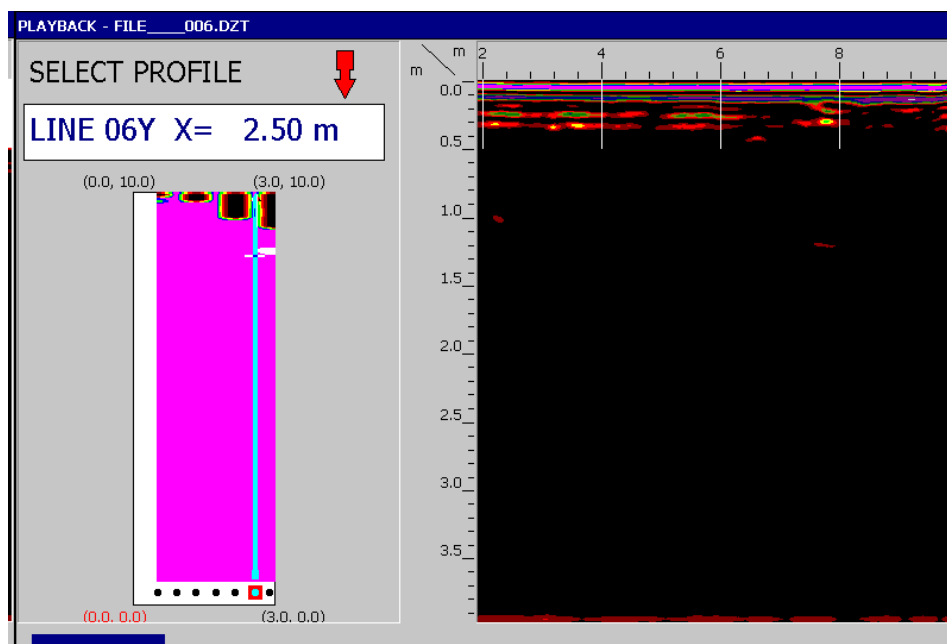 PLAYBACK - FILE____006.DZT
SELECT PROFILE
LINE 06Y X= 2.50 m
(0.0, 10.0) (3.0, 10.0)
(0.0, 0.0) (3.0, 0.0)
m 2 4 6 8
m
0.0
0.5
1.0
1.5
2.0
2.5
3.0
3.5